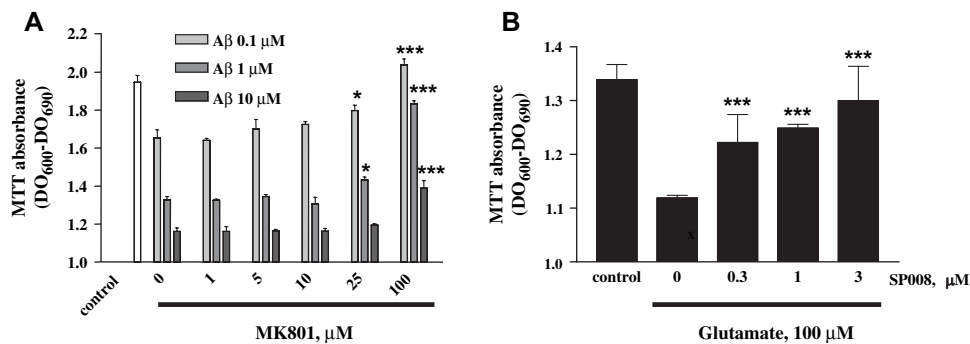 A
MTT absorbance
(DO600-DO690)
2.2
2.0
1.8
1.6
1.4
1.2
1.0
Aβ 0.1 μM
Aβ 1 μM
Aβ 10 μM
*
***
*
***
***
control
0
1
5
10
25
100
MK801, μM
B
MTT absorbance
(DO600-DO690)
1.4
1.3
1.2
1.1
1.0
***
***
***
x
control
0
0.3
1
3
SP008, μM
Glutamate, 100 μM